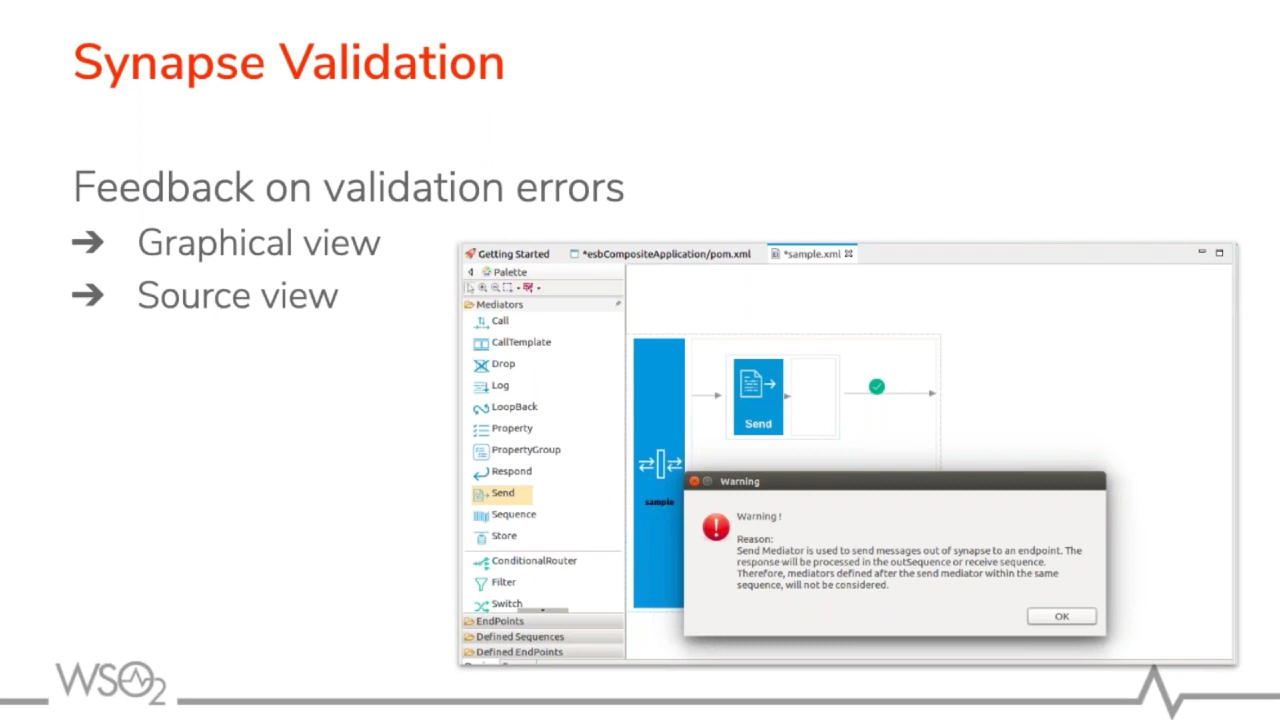 Synapse Validation
Feedback on validation errors
➔ Graphical view
➔ Source view
Getting Started
*esbCompositeApplication/pom.xml
*sample.xml
Palette
Mediators
Call
CallTemplate
Drop
Log
LoopBack
Property
PropertyGroup
Respond
Send
Sequence
Store
ConditionalRouter
Filter
Switch
EndPoints
Defined Sequences
Defined EndPoints
Send
sample
Warning
Warning !
Reason:
Send Mediator is used to send messages out of synapse to an endpoint. The
response will be processed in the outSequence or receive sequence.
Therefore, mediators defined after the send mediator within the same
sequence, will not be considered.
OK
WSO2